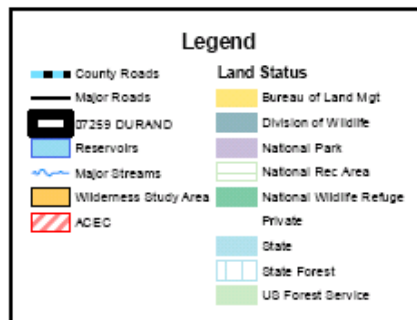 Legend
County Roads
Major Roads
07259 DURAND
Reservoirs
Major Streams
Wilderness Study Area
ACEC
Land Status
Bureau of Land Mgt
Division of Wildlife
National Park
National Rec Area
National Wildlife Refuge
Private
State
State Forest
US Forest Service